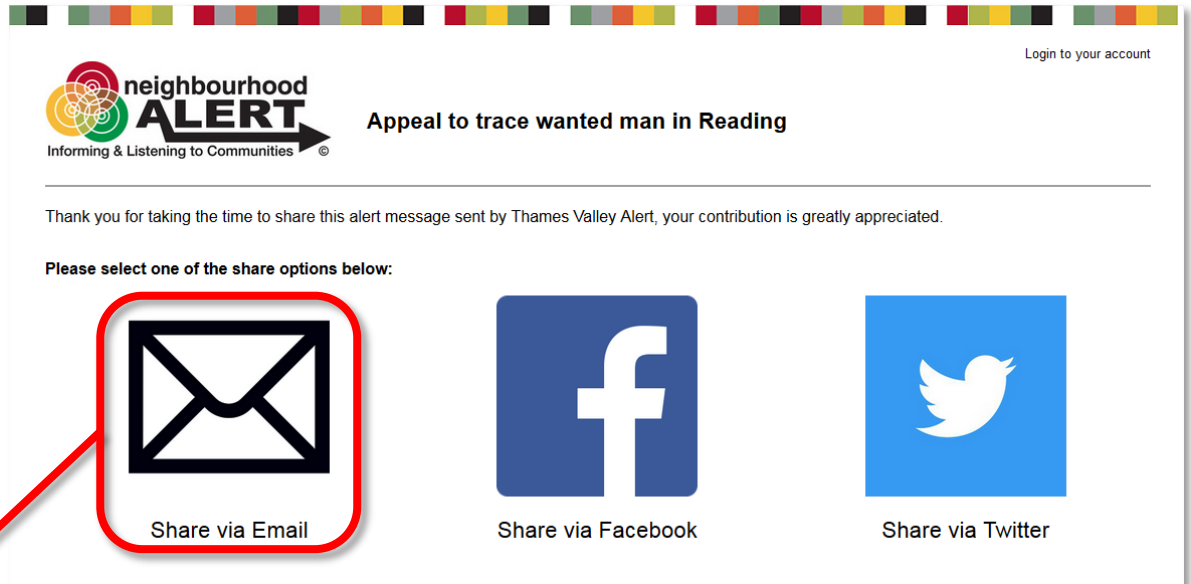 Login to your account
neighbourhood
ALERT
Informing & Listening to Communities ©
Appeal to trace wanted man in Reading
Thank you for taking the time to share this alert message sent by Thames Valley Alert, your contribution is greatly appreciated.
Please select one of the share options below:
Share via Email
Share via Facebook
Share via Twitter